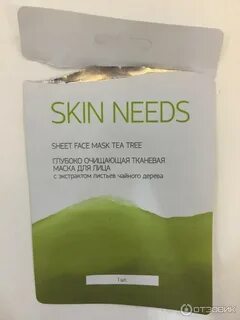 SKIN NEEDS
SHEET FACE MASK TEA TREE
ГЛУБОКО ОЧИЩАЮЩАЯ ТКАНЕВАЯ
МАСКА ДЛЯ ЛИЦА
с экстрактом листьев чайного дерева
1 шт.
ОТЗОВИК